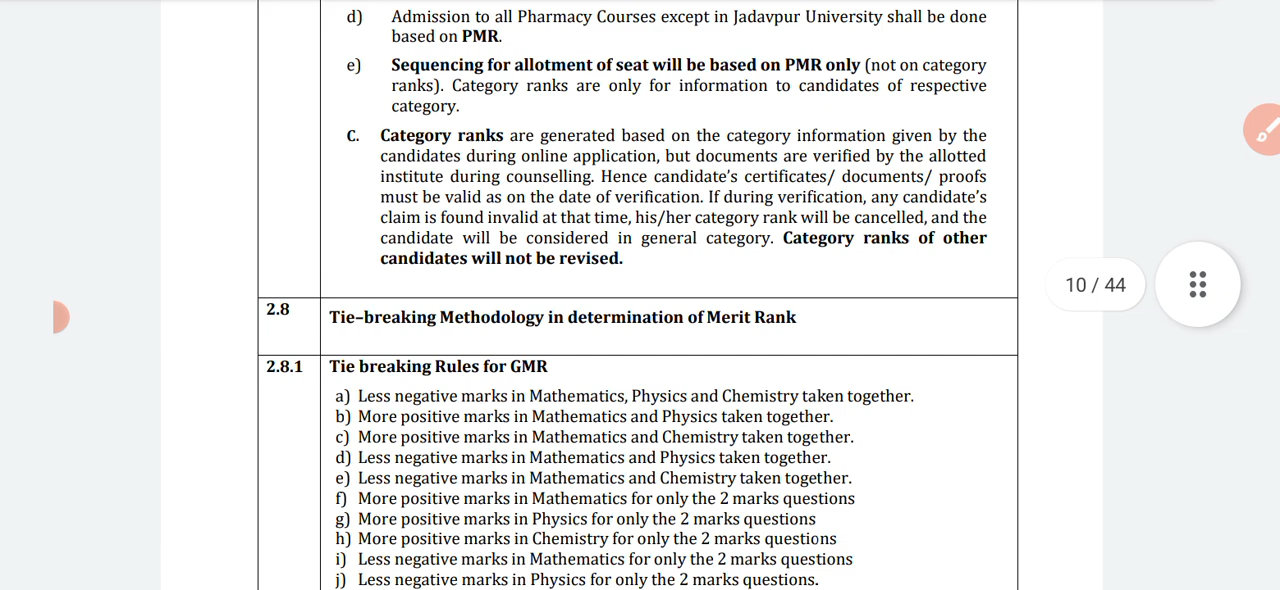 d) Admission to all Pharmacy Courses except in Jadavpur University shall be done
based on PMR.
e) Sequencing for allotment of seat will be based on PMR only (not on category
ranks). Category ranks are only for information to candidates of respective
category.
C. Category ranks are generated based on the category information given by the
candidates during online application, but documents are verified by the allotted
institute during counselling. Hence candidate's certificates/ documents/ proofs
must be valid as on the date of verification. If during verification, any candidate's
claim is found invalid at that time, his/her category rank will be cancelled, and the
candidate will be considered in general category. Category ranks of other
candidates will not be revised.
10 / 44
2.8 Tie–breaking Methodology in determination of Merit Rank
2.8.1 Tie breaking Rules for GMR
a) Less negative marks in Mathematics, Physics and Chemistry taken together.
b) More positive marks in Mathematics and Physics taken together.
c) More positive marks in Mathematics and Chemistry taken together.
d) Less negative marks in Mathematics and Physics taken together.
e) Less negative marks in Mathematics and Chemistry taken together.
f) More positive marks in Mathematics for only the 2 marks questions
g) More positive marks in Physics for only the 2 marks questions
h) More positive marks in Chemistry for only the 2 marks questions
i) Less negative marks in Mathematics for only the 2 marks questions
j) Less negative marks in Physics for only the 2 marks questions.